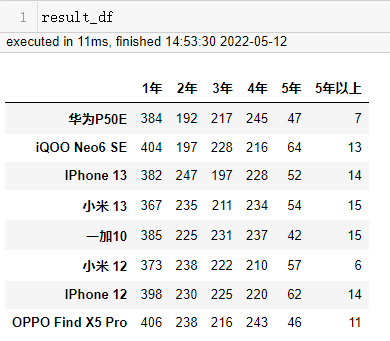 1 result_df
executed in 11ms, finished 14:53:30 2022-05-12
1年 2年 3年 4年 5年 5年以上
华为P50E 384 192 217 245 47 7
iQOO Neo6 SE 404 197 228 216 64 13
IPhone 13 382 247 197 228 52 14
小米 13 367 235 211 234 54 15
一加10 385 225 231 237 42 15
小米 12 373 238 222 210 57 6
IPhone 12 398 230 225 220 62 14
OPPO Find X5 Pro 406 238 216 243 46 11